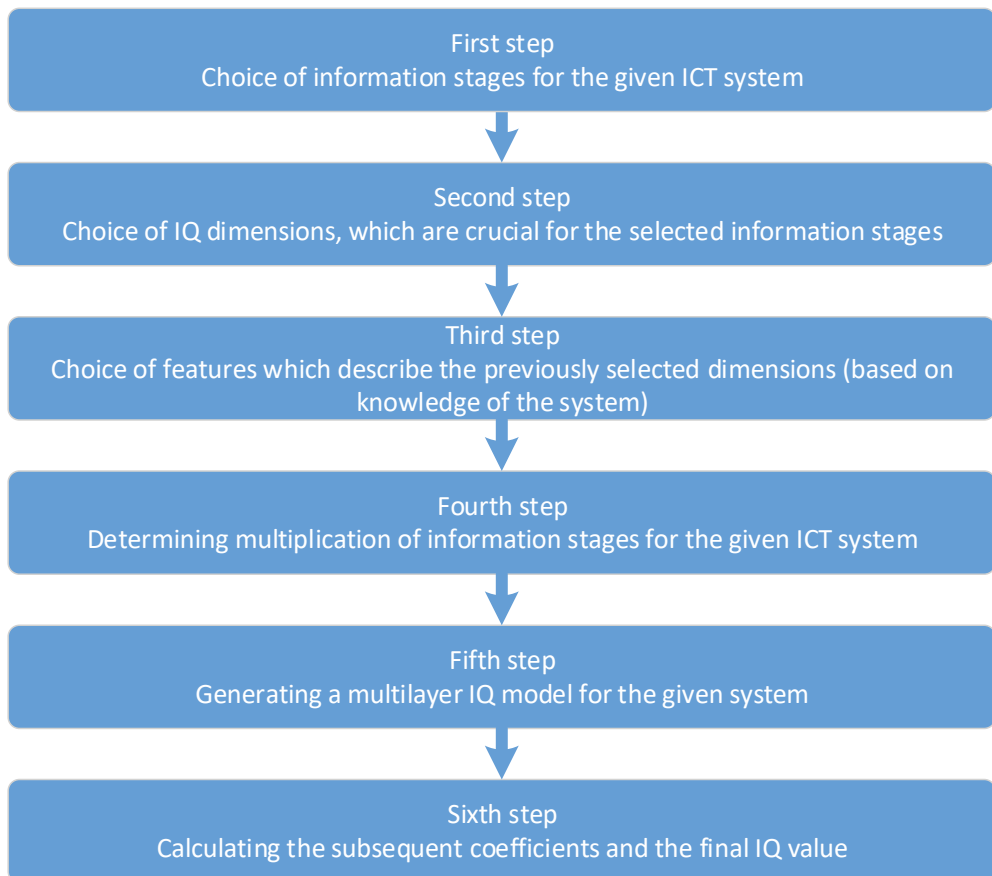 First step
Choice of information stages for the given ICT system
Second step
Choice of IQ dimensions, which are crucial for the selected information stages
Third step
Choice of features which describe the previously selected dimensions (based on
knowledge of the system)
Fourth step
Determining multiplication of information stages for the given ICT system
Fifth step
Generating a multilayer IQ model for the given system
Sixth step
Calculating the subsequent coefficients and the final IQ value